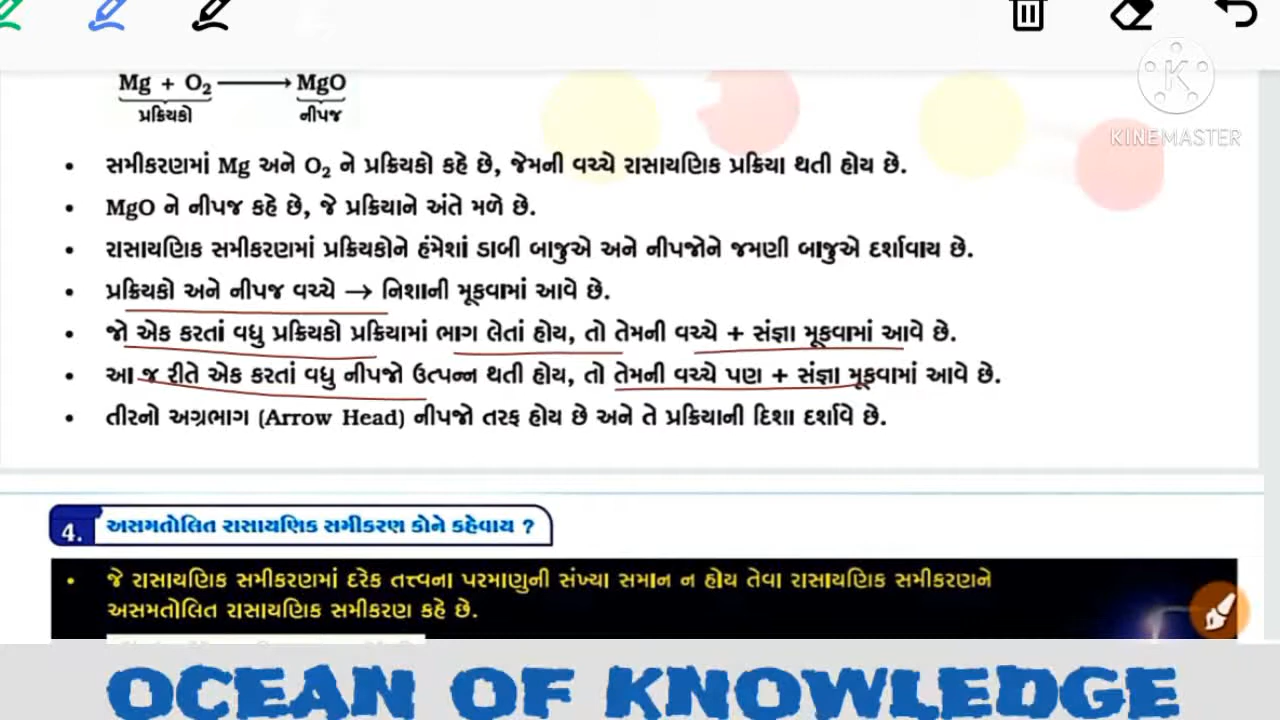 Mg + O₂ ⟶ MgO
પ્રક્રિયકો નીપજ
KINEMASTER
• સમીકરણમાં Mg અને O₂ ને પ્રક્રિયકો કહે છે, જેમની વચ્ચે રાસાયણિક પ્રક્રિયા થતી હોય છે.
• MgO ને નીપજ કહે છે, જે પ્રક્રિયાને અંતે મળે છે.
• રાસાયણિક સમીકરણમાં પ્રક્રિયકોને હંમેશાં ડાબી બાજુએ અને નીપજોને જમણી બાજુએ દર્શાવાય છે.
• પ્રક્રિયકો અને નીપજ વચ્ચે → નિશાની મૂકવામાં આવે છે.
• જો એક કરતાં વધુ પ્રક્રિયકો પ્રક્રિયામાં ભાગ લેતાં હોય, તો તેમની વચ્ચે + સંજ્ઞા મૂકવામાં આવે છે.
• આ જ રીતે એક કરતાં વધુ નીપજો ઉત્પન્ન થતી હોય, તો તેમની વચ્ચે પણ + સંજ્ઞા મૂકવામાં આવે છે.
• તીરનો અગ્રભાગ (Arrow Head) નીપજો તરફ હોય છે અને તે પ્રક્રિયાની દિશા દર્શાવે છે.
4. અસમતોલિત રાસાયણિક સમીકરણ કોને કહેવાય ?
• જે રાસાયણિક સમીકરણમાં દરેક તત્ત્વના પરમાણુની સંખ્યા સમાન ન હોય તેવા રાસાયણિક સમીકરણને
અસમતોલિત રાસાયણિક સમીકરણ કહે છે.
OCEAN OF KNOWLEDGE